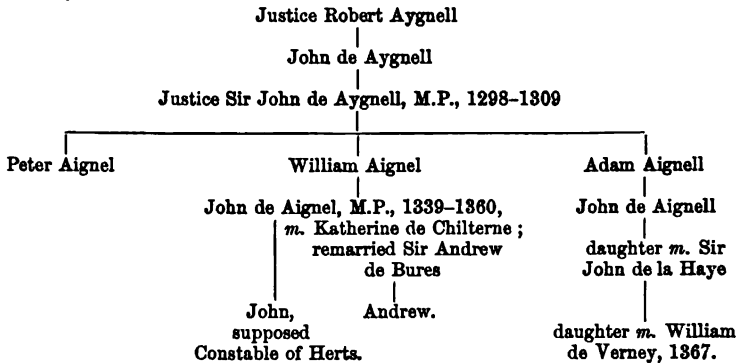 Justice Robert Aygnell
John de Aygnell
Justice Sir John de Aygnell, M.P., 1298–1309
Peter Aignel
William Aignel
Adam Aignell
John de Aignel, M.P., 1339–1360,
m. Katherine de Chilterne ;
remarried Sir Andrew
de Bures
John de Aignell
daughter m. Sir
John de la Haye
John,
supposed
Constable of Herts.
Andrew.
daughter m. William
de Verney, 1367.